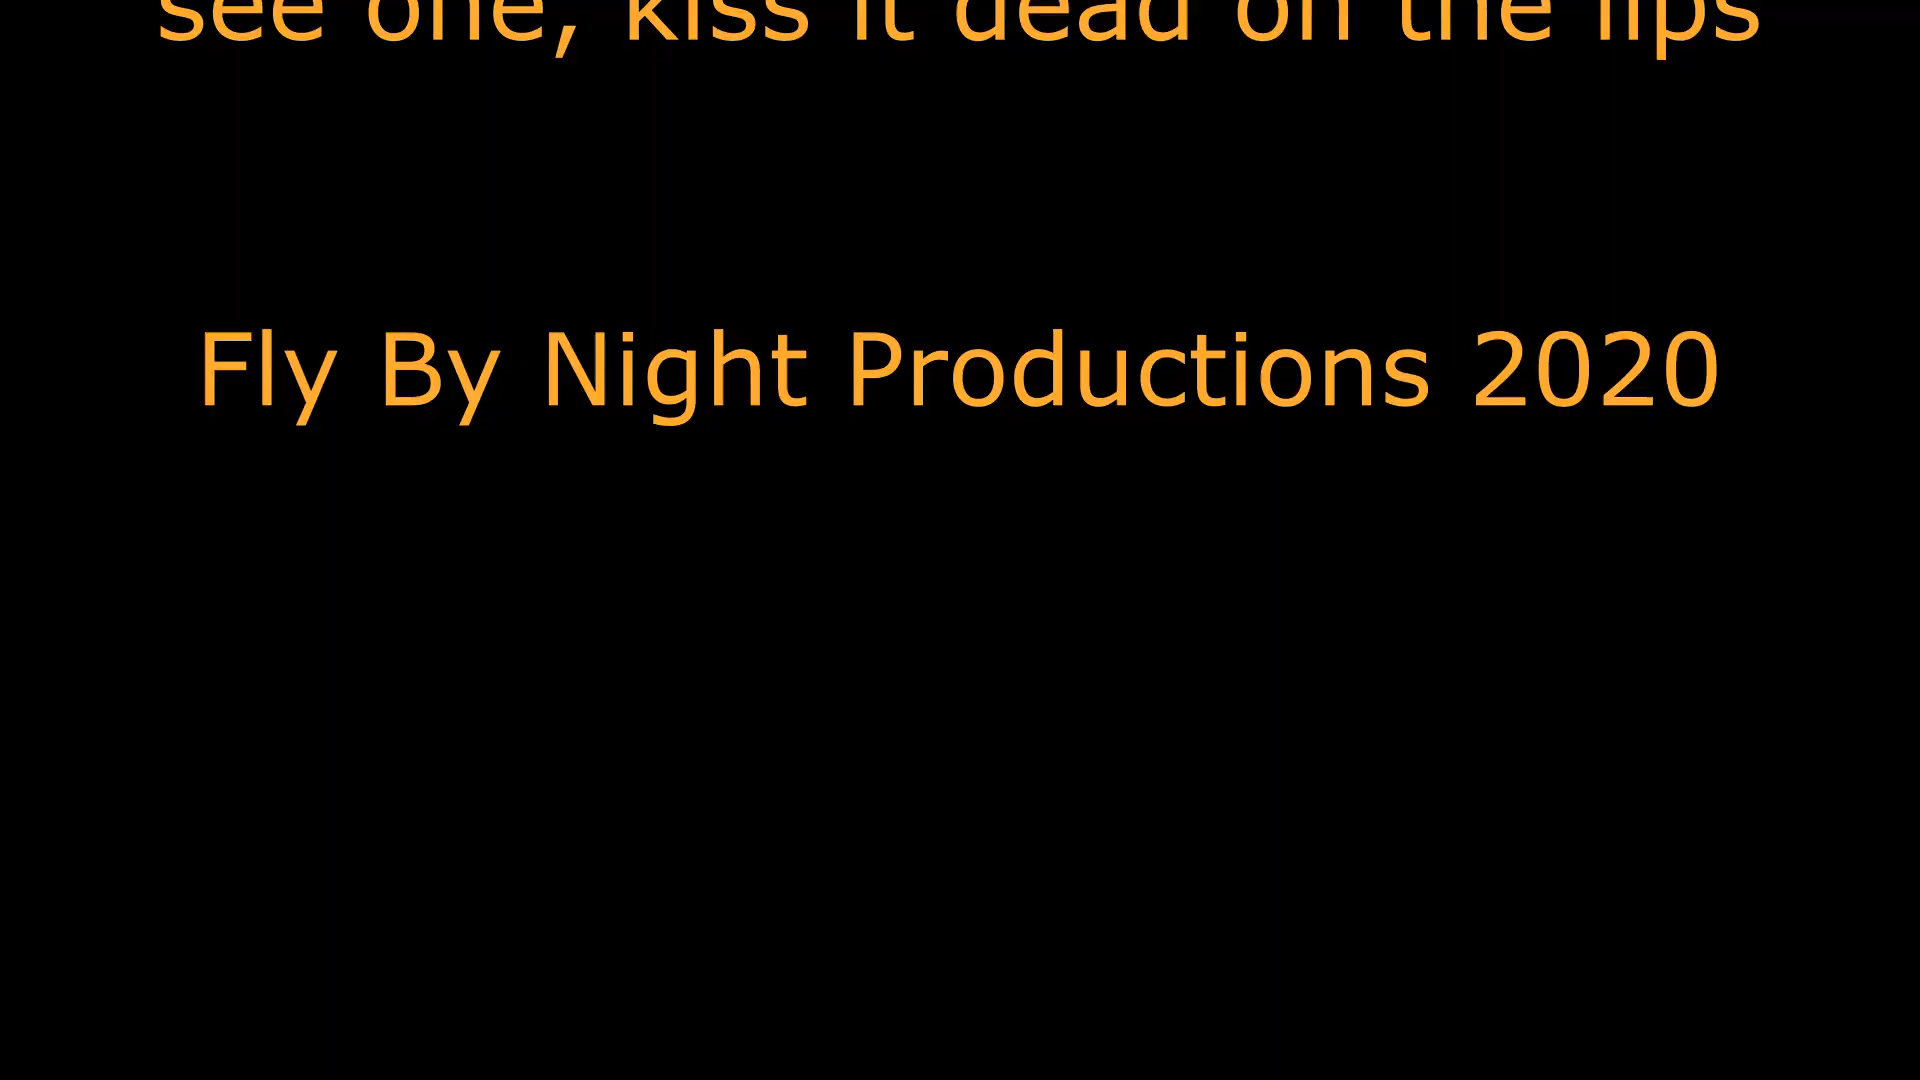 see one, kiss it dead on the lips
Fly By Night Productions 2020